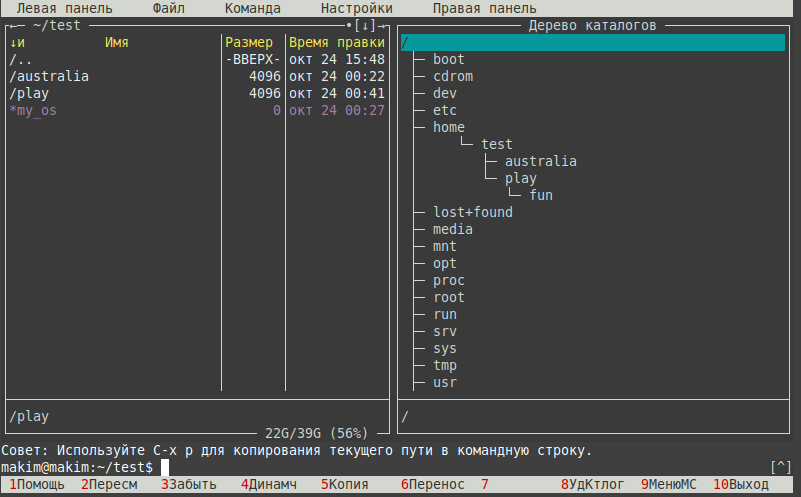 Левая панель Файл Команда Настройки Правая панель
~/test •[↓]
↓и Имя Размер Время правки
/.. -ВВЕРХ- окт 24 15:48
/australia 4096 окт 24 00:22
/play 4096 окт 24 00:41
*my_os 0 окт 24 00:27
/play
22G/39G (56%)
Дерево каталогов
/
boot
cdrom
dev
etc
home
test
australia
play
fun
lost+found
media
mnt
opt
proc
root
run
srv
sys
tmp
usr
/
Совет: Используйте C-x p для копирования текущего пути в командную строку.
makim@makim:~/test$ [^]
1Помощь 2Пересм 3Забыть 4Динамч 5Копия 6Перенос 7 8УдКтлог 9МенюМС 10Выход